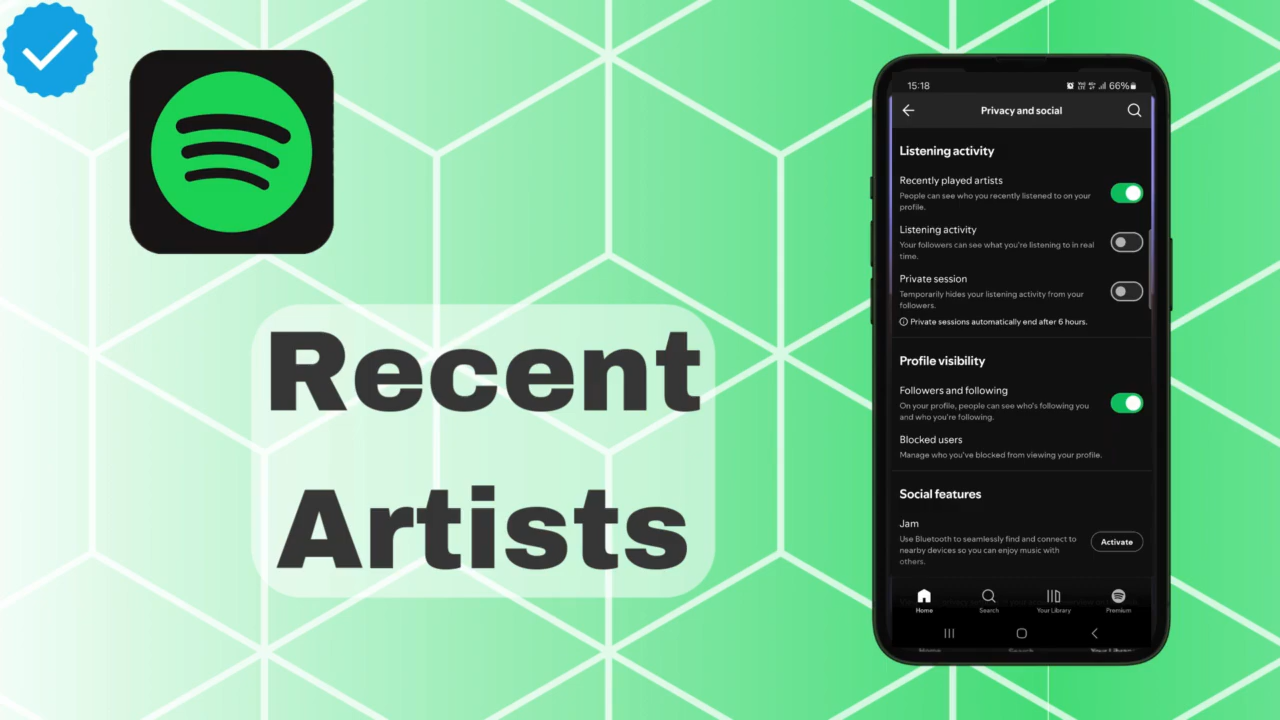 Recent
Artists
15:18
66%
Privacy and social
Listening activity
Recently played artists
People can see who you recently listened to on your
profile.
Listening activity
Your followers can see what you're listening to in real
time.
Private session
Temporarily hides your listening activity from your
followers.
Private sessions automatically end after 6 hours.
Profile visibility
Followers and following
On your profile, people can see who's following you
and who you're following.
Blocked users
Manage who you've blocked from viewing your profile.
Social features
Jam
Use Bluetooth to seamlessly find and connect to
nearby devices so you can enjoy music with
others.
Activate
Home
Search
Your Library
Premium